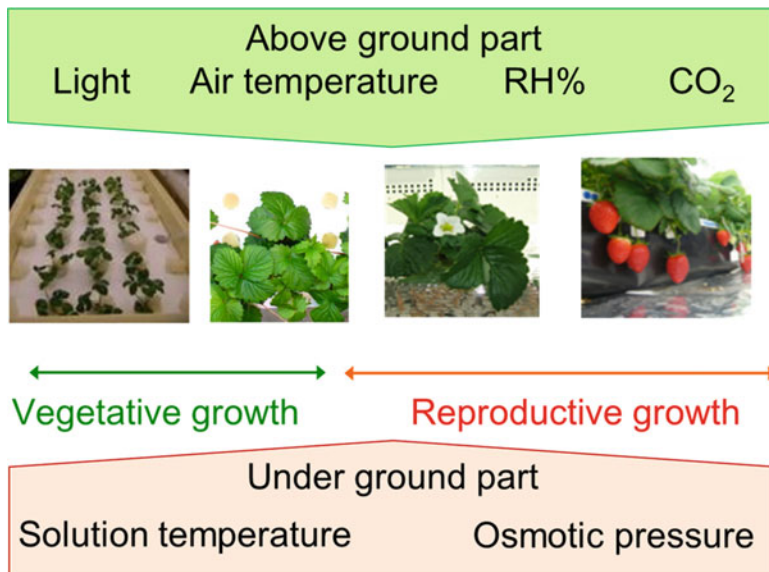 Above ground part
Light Air temperature RH% CO₂
Vegetative growth Reproductive growth
Under ground part
Solution temperature Osmotic pressure